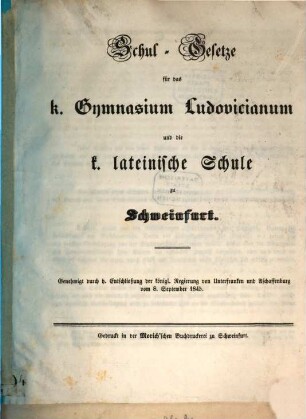 Schul-Gesetze
für das
k. Gymnasium Ludovicianum
und die
k. lateinische Schule
zu
Schweinfurt.
Genehmigt durch h. Entschließung der königl. Regierung von Unterfranken und Aschaffenburg
vom 8. September 1845.
Gedruckt in der Morich'schen Buchdruckerei zu Schweinfurt.